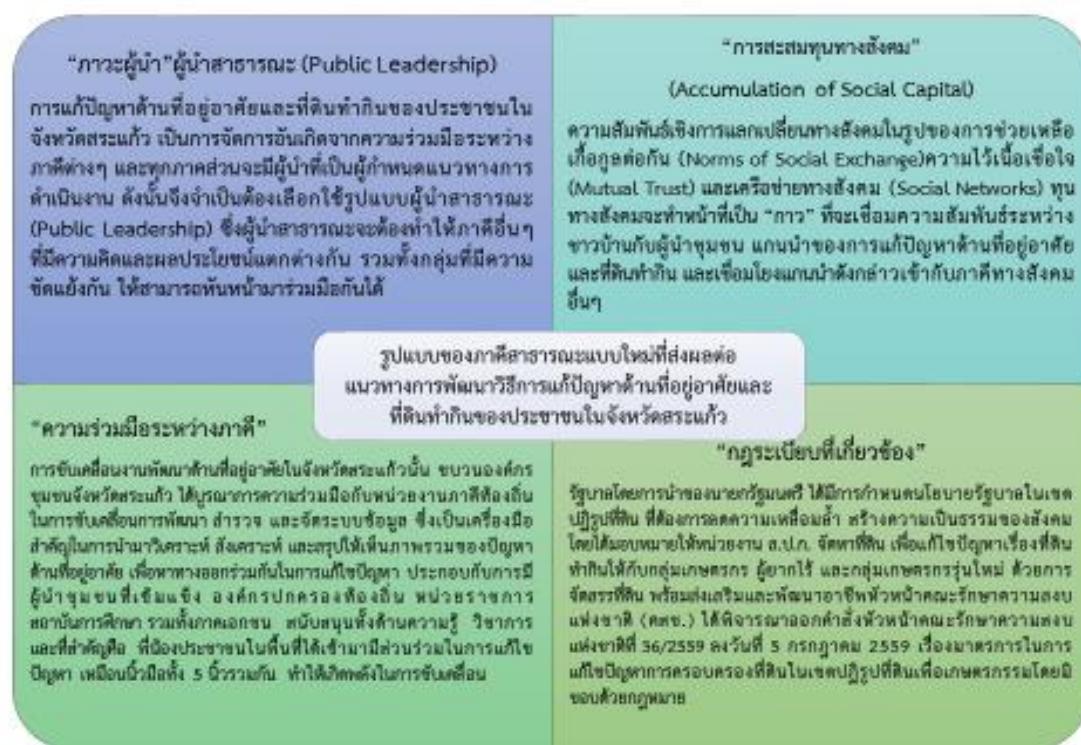 “ภาวะผู้นำ”ผู้นำสาธารณะ (Public Leadership)
การแก้ปัญหาด้านที่อยู่อาศัยและที่ดินทำกินของประชาชนใน
จังหวัดสระแก้ว เป็นการจัดการอันเกิดจากความร่วมมือระหว่าง
ภาคีต่างๆ และทุกภาคส่วนจะมีผู้นำที่เป็นผู้กำหนดแนวทางการ
ดำเนินงาน ดังนั้นจึงจำเป็นต้องเลือกใช้รูปแบบผู้นำสาธารณะ
(Public Leadership) ซึ่งผู้นำสาธารณะจะต้องทำให้ภาคีอื่นๆ
ที่มีความคิดและผลประโยชน์แตกต่างกัน รวมทั้งกลุ่มที่มีความ
ขัดแย้งกัน ให้สามารถหันหน้ามาร่วมมือกันได้
“การสะสมทุนทางสังคม”
(Accumulation of Social Capital)
ความสัมพันธ์เชิงการแลกเปลี่ยนทางสังคมในรูปของการช่วยเหลือ
เกื้อกูลต่อกัน (Norms of Social Exchange)ความไว้เนื้อเชื่อใจ
(Mutual Trust) และเครือข่ายทางสังคม (Social Networks) ทุน
ทางสังคมจะทำหน้าที่เป็น “กาว” ที่จะเชื่อมความสัมพันธ์ระหว่าง
ชาวบ้านกับผู้นำชุมชน แกนนำของการแก้ปัญหาด้านที่อยู่อาศัย
และที่ดินทำกิน และเชื่อมโยงแกนนำดังกล่าวเข้ากับภาคีทางสังคม
อื่นๆ
รูปแบบของภาคีสาธารณะแบบใหม่ที่ส่งผลต่อ
แนวทางการพัฒนาวิธีการแก้ปัญหาด้านที่อยู่อาศัยและ
ที่ดินทำกินของประชาชนในจังหวัดสระแก้ว
“ความร่วมมือระหว่างภาคี”
การขับเคลื่อนงานพัฒนาด้านที่อยู่อาศัยในจังหวัดสระแก้วนั้น ขบวนองค์กร
ชุมชนจังหวัดสระแก้ว ได้บูรณาการความร่วมมือกับหน่วยงานภาคีท้องถิ่น
ในการขับเคลื่อนการพัฒนา สำรวจ และจัดระบบข้อมูล ซึ่งเป็นเครื่องมือ
สำคัญในการนำมาวิเคราะห์ สังเคราะห์ และสรุปให้เห็นภาพรวมของปัญหา
ด้านที่อยู่อาศัย เพื่อหาทางออกร่วมกันในการแก้ไขปัญหา ประกอบกับการมี
ผู้นำชุมชนที่เข้มแข็ง องค์กรปกครองท้องถิ่น หน่วยราชการ
สถาบันการศึกษา รวมทั้งภาคเอกชน สนับสนุนทั้งด้านความรู้ วิชาการ
และที่สำคัญคือ พี่น้องประชาชนในพื้นที่ได้เข้ามามีส่วนร่วมในการแก้ไข
ปัญหา เหมือนนิ้วมือทั้ง 5 นิ้วรวมกัน ทำให้เกิดพลังในการขับเคลื่อน
“กฎระเบียบที่เกี่ยวข้อง”
รัฐบาลโดยการนำของนายกรัฐมนตรี ได้มีการกำหนดนโยบายรัฐบาลในเขต
ปฏิรูปที่ดิน ที่ต้องการลดความเหลื่อมล้ำ สร้างความเป็นธรรมของสังคม
โดยได้มอบหมายให้หน่วยงาน ส.ป.ก. จัดหาที่ดิน เพื่อแก้ไขปัญหาเรื่องที่ดิน
ทำกินให้กับกลุ่มเกษตรกร ผู้ยากไร้ และกลุ่มเกษตรกรรุ่นใหม่ ด้วยการ
จัดสรรที่ดิน พร้อมส่งเสริมและพัฒนาอาชีพหัวหน้าคณะรักษาความสงบ
แห่งชาติ (คสช.) ได้พิจารณาออกคำสั่งหัวหน้าคณะรักษาความสงบ
แห่งชาติที่ 36/2559 ลงวันที่ 5 กรกฎาคม 2559 เรื่องมาตรการในการ
แก้ไขปัญหาการครอบครองที่ดินในเขตปฏิรูปที่ดินเพื่อเกษตรกรรมโดยมิ
ชอบด้วยกฎหมาย